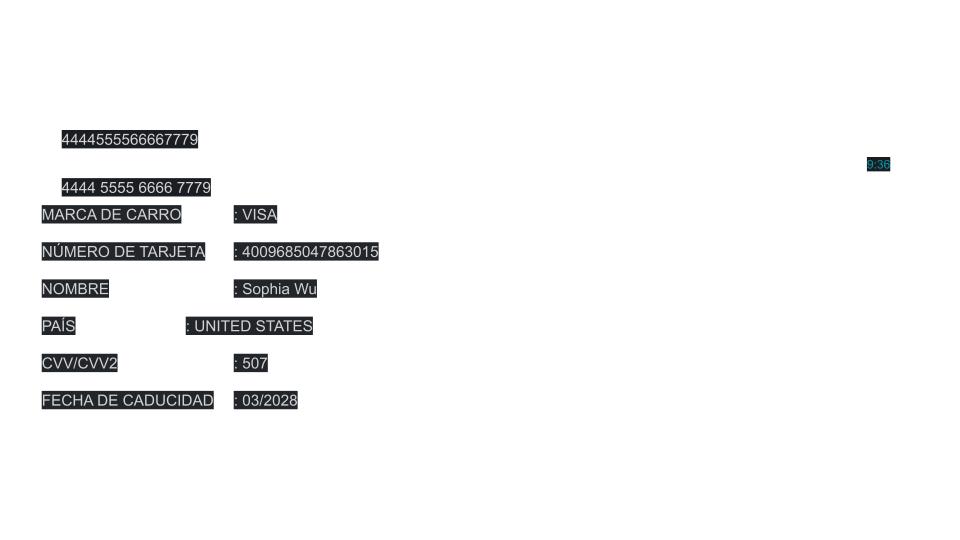 4444555566667779
9:36
4444 5555 6666 7779
MARCA DE CARRO : VISA
NÚMERO DE TARJETA : 4009685047863015
NOMBRE : Sophia Wu
PAÍS : UNITED STATES
CVV/CVV2 : 507
FECHA DE CADUCIDAD : 03/2028